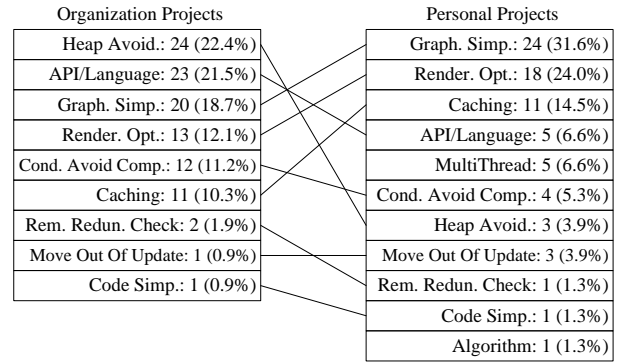 Organization Projects
Heap Avoid.: 24 (22.4%)
API/Language: 23 (21.5%)
Graph. Simp.: 20 (18.7%)
Render. Opt.: 13 (12.1%)
Cond. Avoid Comp.: 12 (11.2%)
Caching: 11 (10.3%)
Rem. Redun. Check: 2 (1.9%)
Move Out Of Update: 1 (0.9%)
Code Simp.: 1 (0.9%)
Personal Projects
Graph. Simp.: 24 (31.6%)
Render. Opt.: 18 (24.0%)
Caching: 11 (14.5%)
API/Language: 5 (6.6%)
MultiThread: 5 (6.6%)
Cond. Avoid Comp.: 4 (5.3%)
Heap Avoid.: 3 (3.9%)
Move Out Of Update: 3 (3.9%)
Rem. Redun. Check: 1 (1.3%)
Code Simp.: 1 (1.3%)
Algorithm: 1 (1.3%)